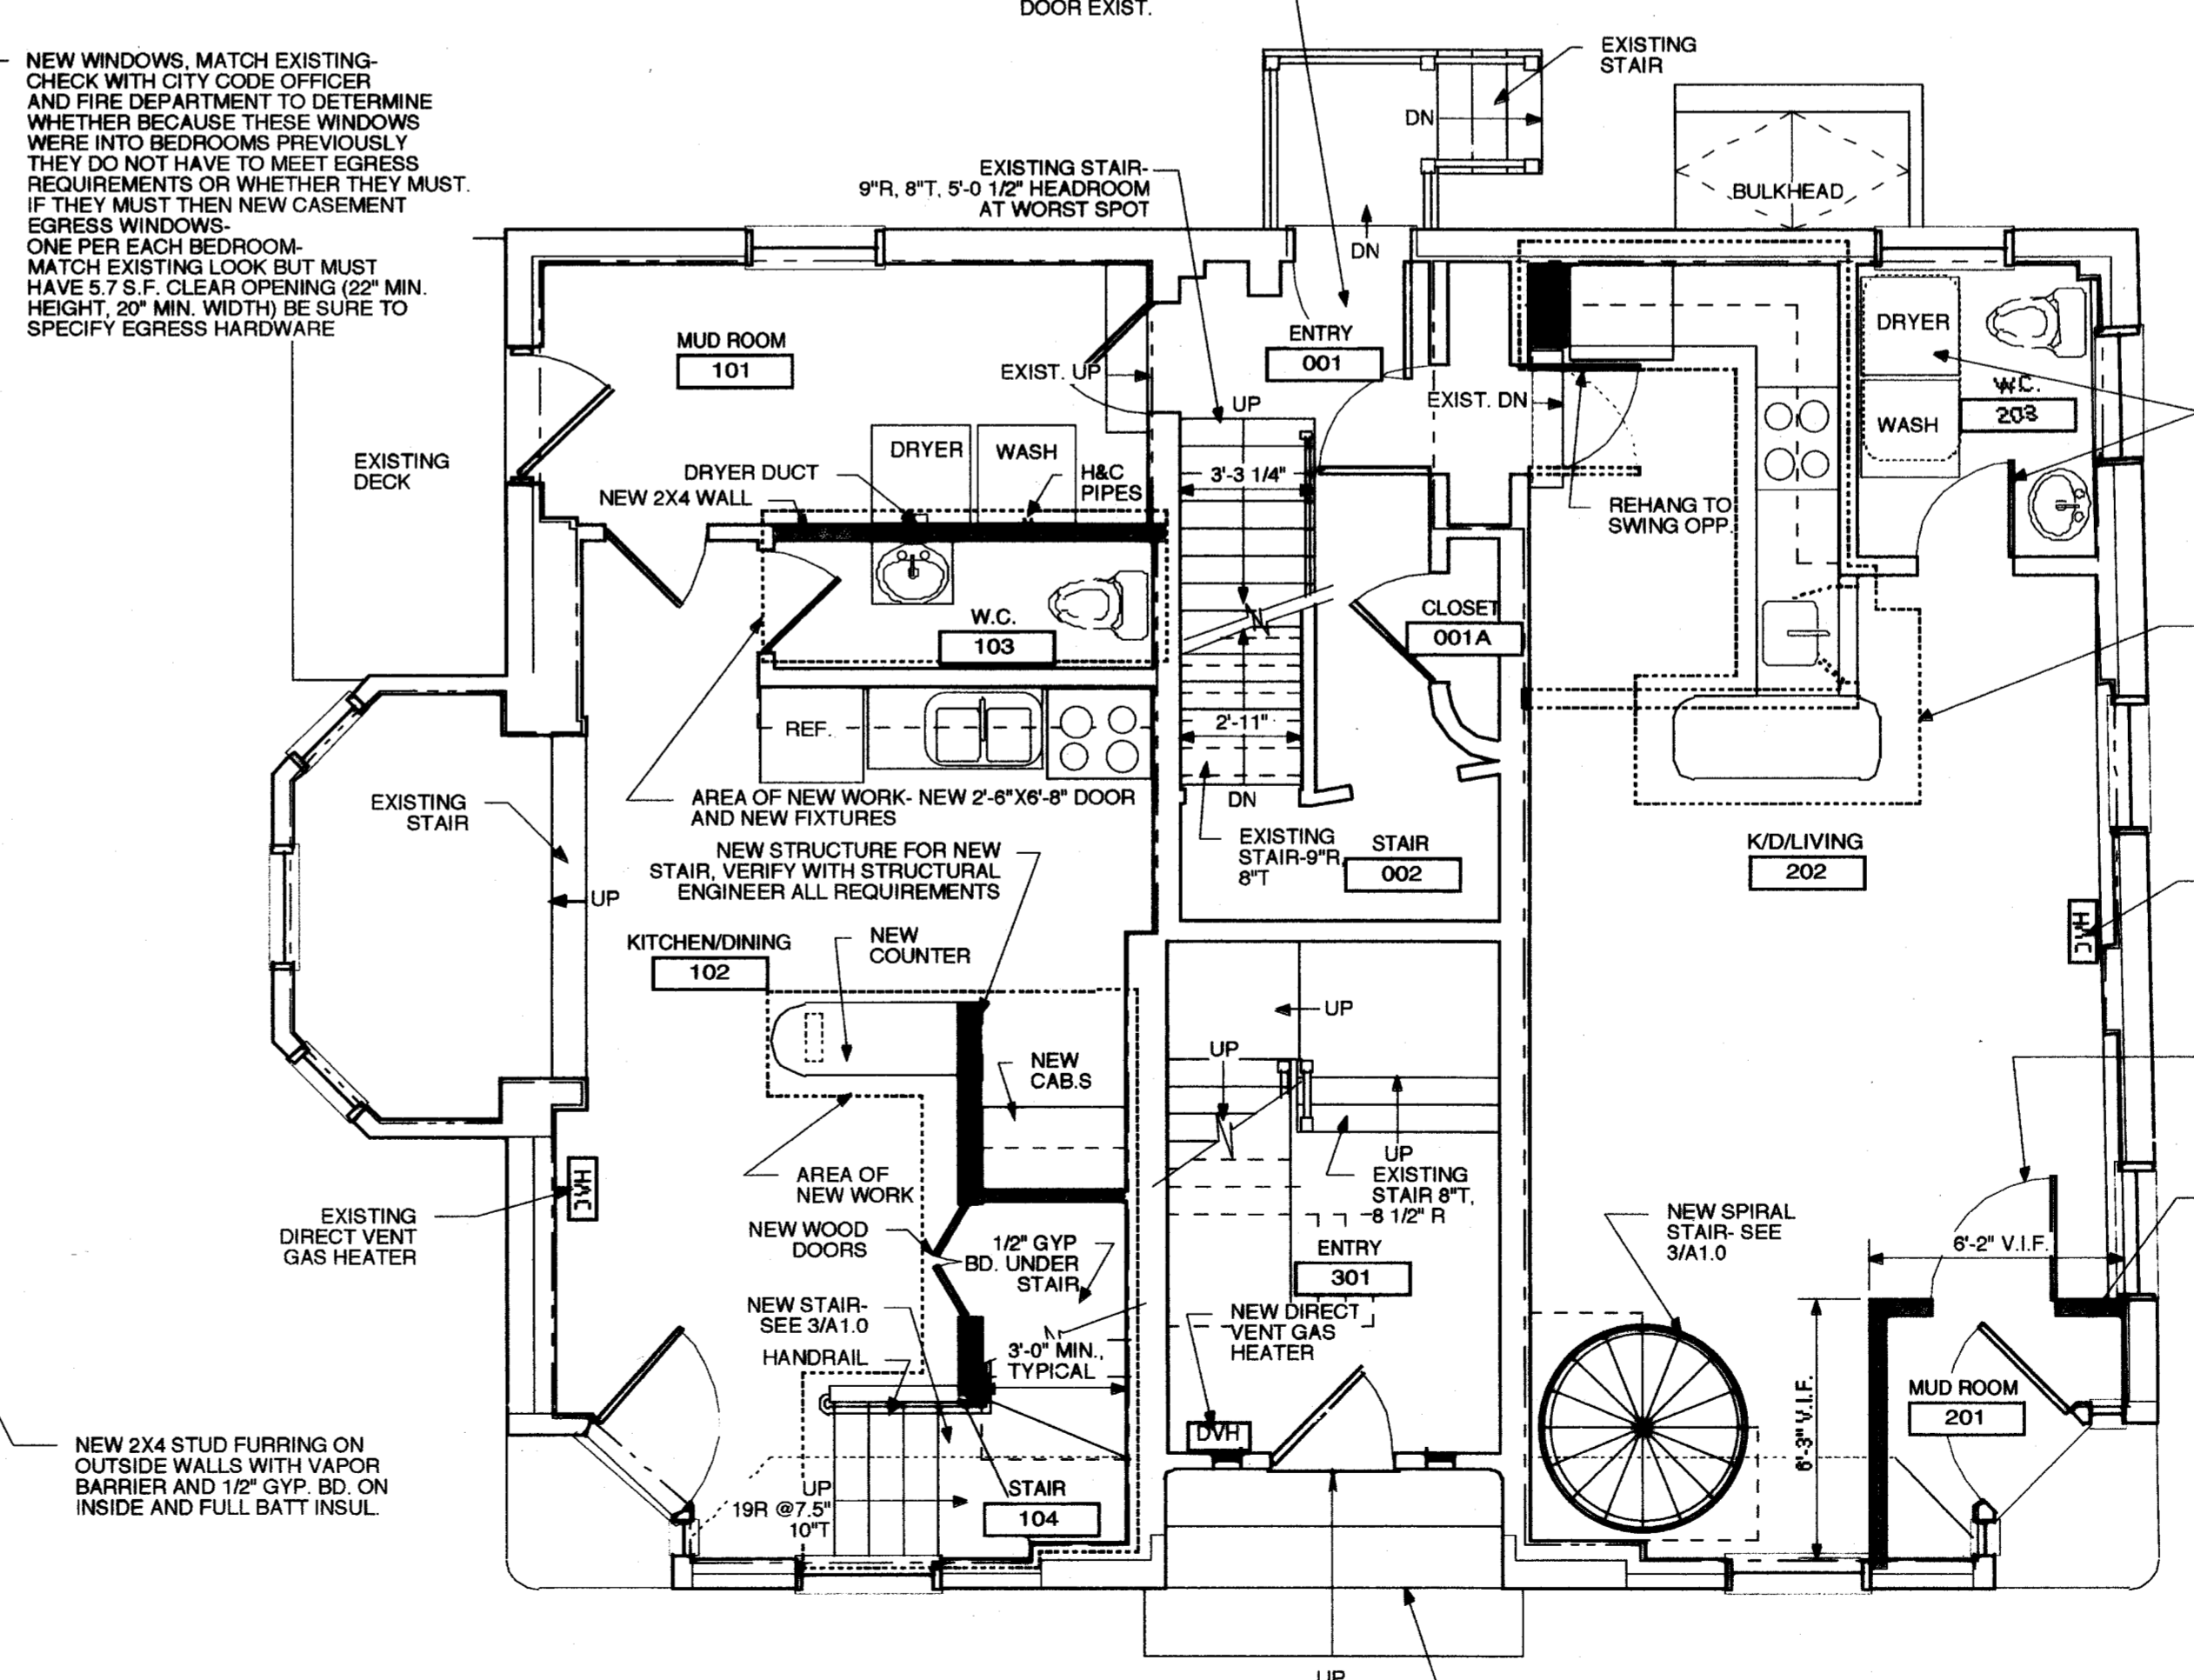 DOOR EXIST.
NEW WINDOWS, MATCH EXISTING-
CHECK WITH CITY CODE OFFICER
AND FIRE DEPARTMENT TO DETERMINE
WHETHER BECAUSE THESE WINDOWS
WERE INTO BEDROOMS PREVIOUSLY
THEY DO NOT HAVE TO MEET EGRESS
REQUIREMENTS OR WHETHER THEY MUST.
IF THEY MUST THEN NEW CASEMENT
EGRESS WINDOWS-
ONE PER EACH BEDROOM-
MATCH EXISTING LOOK BUT MUST
HAVE 5.7 S.F. CLEAR OPENING (22" MIN.
HEIGHT, 20" MIN. WIDTH) BE SURE TO
SPECIFY EGRESS HARDWARE
EXISTING
STAIR
DN
EXISTING STAIR-
9"R, 8"T, 5'-0 1/2" HEADROOM
AT WORST SPOT
BULKHEAD
DN
MUD ROOM
101
EXIST. UP
ENTRY
001
EXIST. DN
UP
DRYER
W.C.
203
WASH
EXISTING
DECK
DRYER
WASH
DRYER DUCT
H&C
PIPES
NEW 2X4 WALL
3'-3 1/4"
REHANG TO
SWING OPP.
W.C.
103
CLOSET
001A
REF.
2'-11"
DN
AREA OF NEW WORK- NEW 2'-6"X6'-8" DOOR
AND NEW FIXTURES
EXISTING
STAIR
EXISTING
STAIR-9"R,
8"T
STAIR
002
K/D/LIVING
202
NEW STRUCTURE FOR NEW
STAIR, VERIFY WITH STRUCTURAL
ENGINEER ALL REQUIREMENTS
UP
KITCHEN/DINING
102
NEW
COUNTER
UP
UP
NEW
CAB.S
UP
EXISTING
STAIR 8"T,
8 1/2" R
AREA OF
NEW WORK
EXISTING
DIRECT VENT
GAS HEATER
NEW WOOD
DOORS
1/2" GYP
BD. UNDER
STAIR
ENTRY
301
NEW SPIRAL
STAIR- SEE
3/A1.0
6'-2" V.I.F.
NEW STAIR-
SEE 3/A1.0
NEW DIRECT
VENT GAS
HEATER
HANDRAIL
3'-0" MIN.,
TYPICAL
MUD ROOM
201
6'-3" V.I.F.
DVH
NEW 2X4 STUD FURRING ON
OUTSIDE WALLS WITH VAPOR
BARRIER AND 1/2" GYP. BD. ON
INSIDE AND FULL BATT INSUL.
UP
19R @7.5"
10"T
STAIR
104
UP